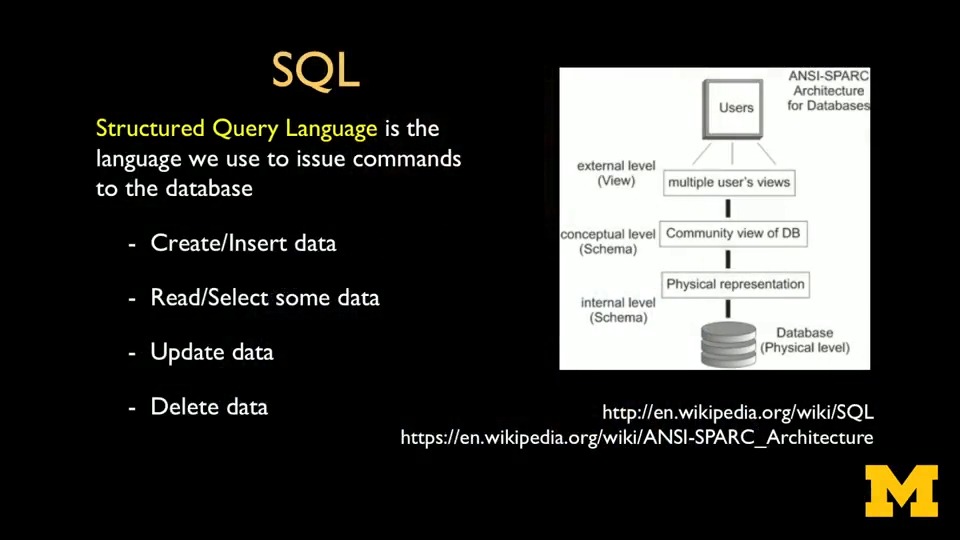 SQL
Structured Query Language is the
language we use to issue commands
to the database
- Create/Insert data
- Read/Select some data
- Update data
- Delete data
ANSI-SPARC
Architecture
for Databases
Users
external level
(View)
multiple user's views
conceptual level
(Schema)
Community view of DB
Physical representation
internal level
(Schema)
Database
(Physical level)
http://en.wikipedia.org/wiki/SQL
https://en.wikipedia.org/wiki/ANSI-SPARC_Architecture
M